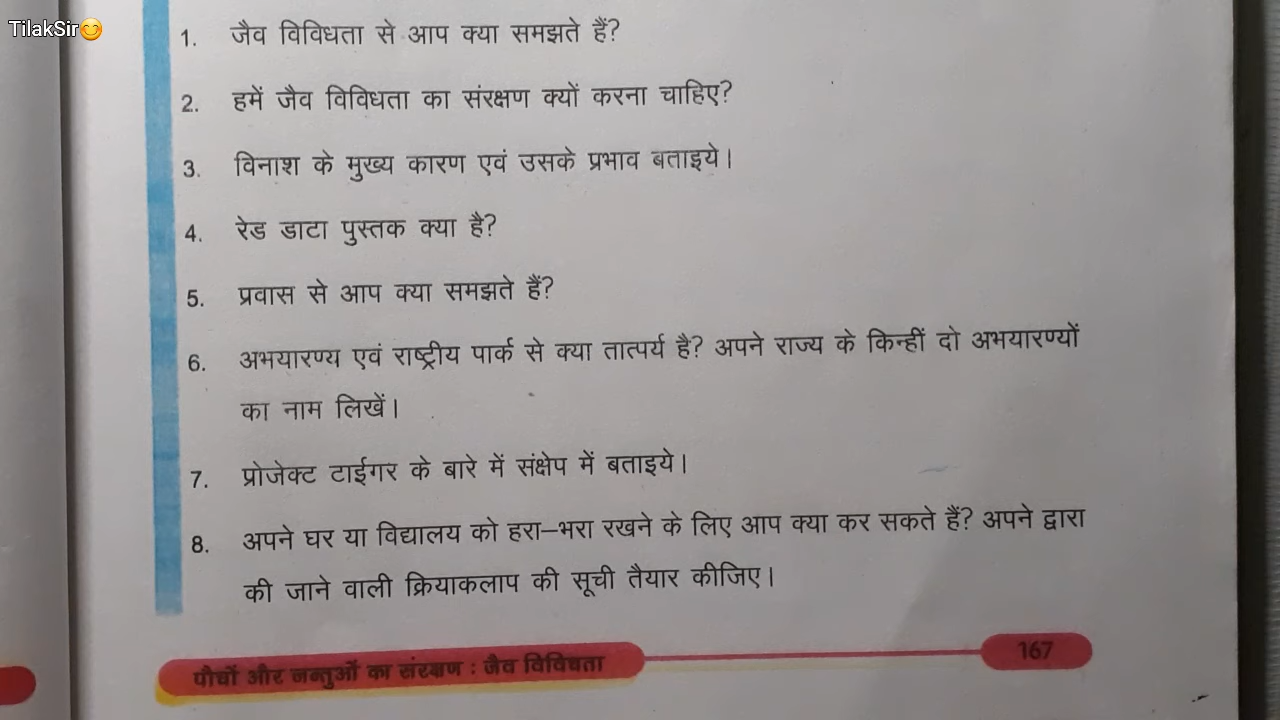 TilakSir😊
1. जैव विविधता से आप क्या समझते हैं?
2. हमें जैव विविधता का संरक्षण क्यों करना चाहिए?
3. विनाश के मुख्य कारण एवं उसके प्रभाव बताइये।
4. रेड डाटा पुस्तक क्या है?
5. प्रवास से आप क्या समझते हैं?
6. अभयारण्य एवं राष्ट्रीय पार्क से क्या तात्पर्य है? अपने राज्य के किन्हीं दो अभयारण्यों
का नाम लिखें।
7. प्रोजेक्ट टाईगर के बारे में संक्षेप में बताइये।
8. अपने घर या विद्यालय को हरा–भरा रखने के लिए आप क्या कर सकते हैं? अपने द्वारा
की जाने वाली क्रियाकलाप की सूची तैयार कीजिए।
पौधों और जन्तुओं का संरक्षण : जैव विविधता
167